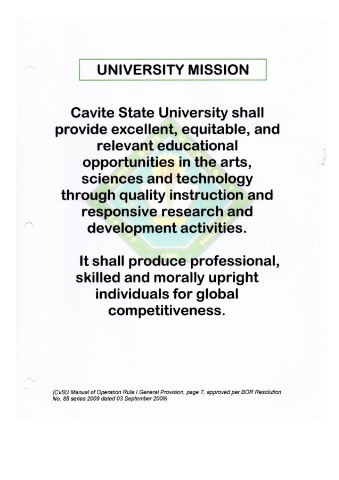 UNIVERSITY MISSION
Cavite State University shall
provide excellent, equitable, and
relevant educational
opportunities in the arts,
sciences and technology
through quality instruction and
responsive research and
development activities.
It shall produce professional,
skilled and morally upright
individuals for global
competitiveness.
(CvSU Manual of Operation Rule I General Provision, page 7, approved per BOR Resolution
No. 85 series 2009 dated 03 September 2009)